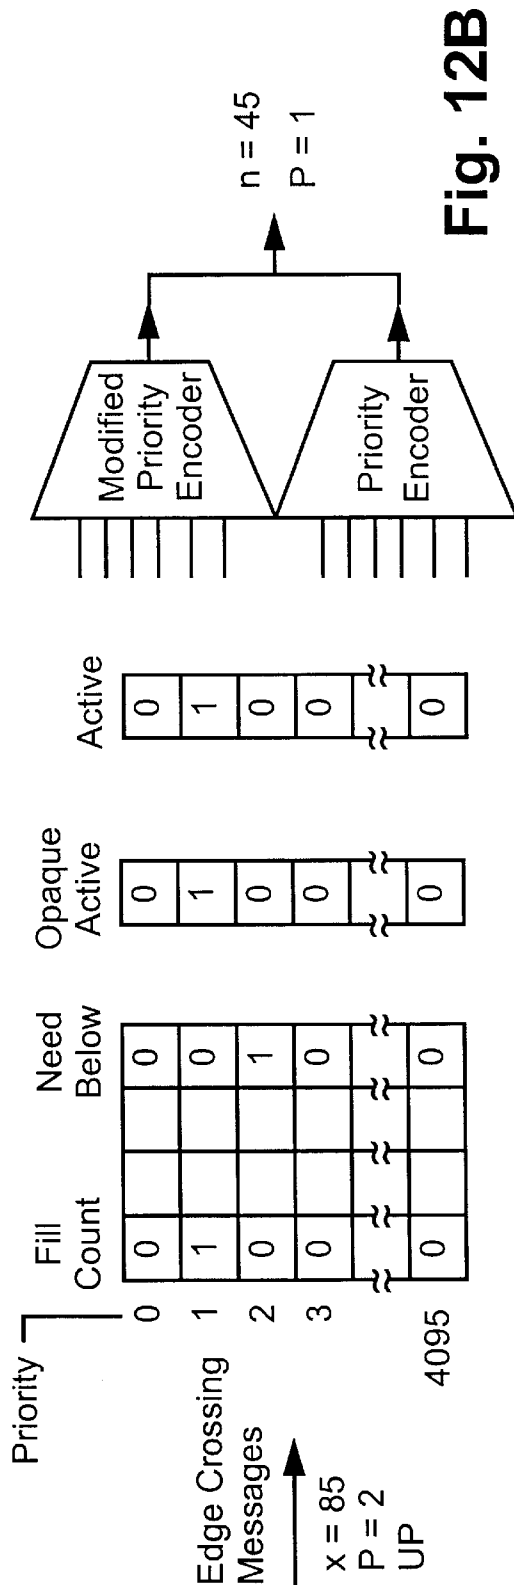 Priority
Edge Crossing
Messages
x = 85
P = 2
UP
Fill
Count
Need
Below
Opaque
Active
Active
0 0 0 0 0
1 1 0 1 1
2 0 1 0 0
3 0 0 0 0
4095 0 0 0 0
Modified
Priority
Encoder
Priority
Encoder
n = 45
P = 1
Fig. 12B